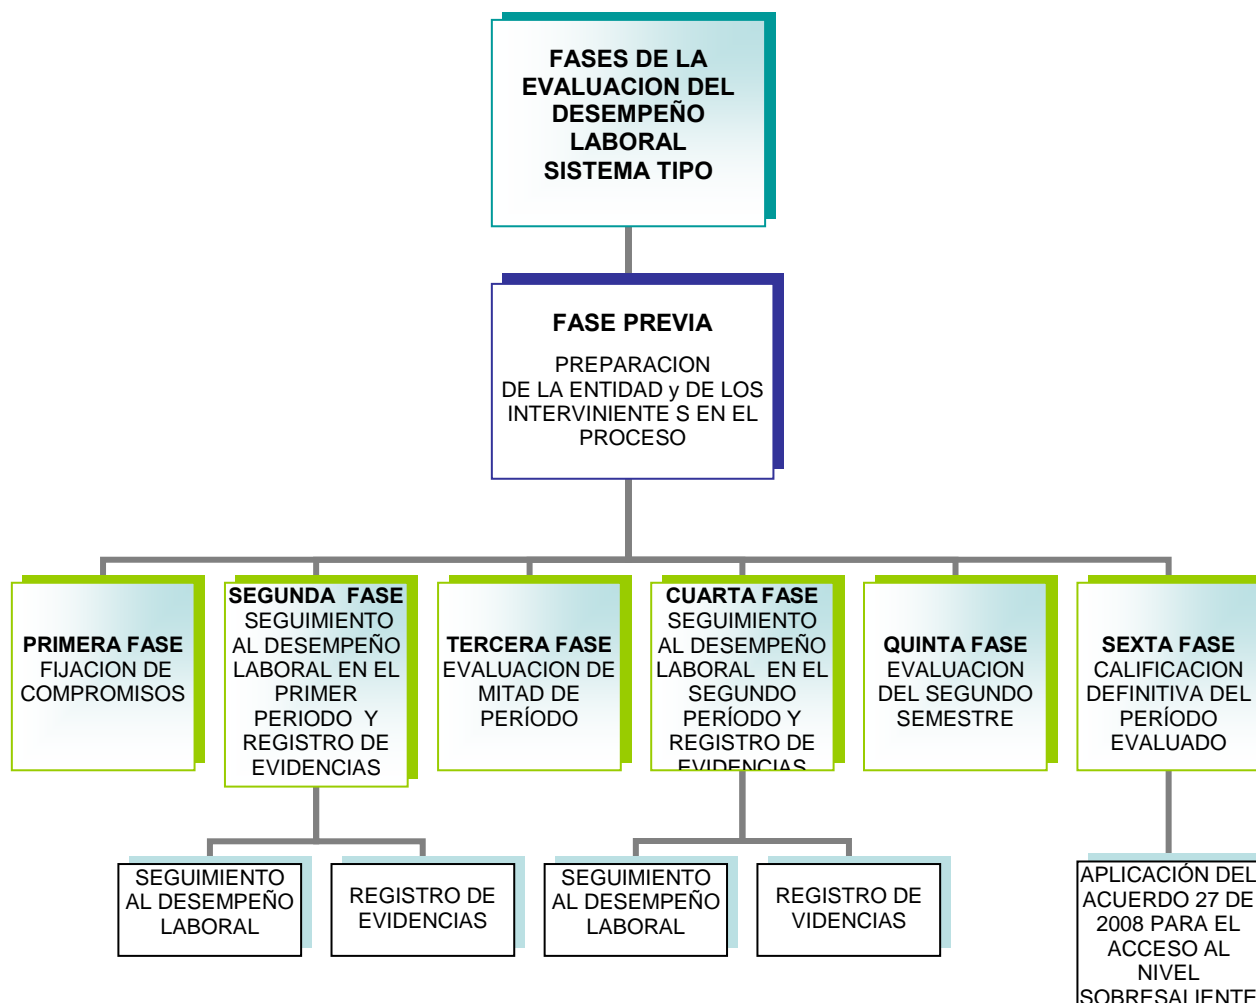 FASES DE LA
EVALUACION DEL
DESEMPEÑO
LABORAL
SISTEMA TIPO
FASE PREVIA
PREPARACION
DE LA ENTIDAD y DE LOS
INTERVINIENTE S EN EL
PROCESO
PRIMERA FASE
FIJACION DE
COMPROMISOS
SEGUNDA FASE
SEGUIMIENTO
AL DESEMPEÑO
LABORAL EN EL
PRIMER
PERIODO Y
REGISTRO DE
EVIDENCIAS
TERCERA FASE
EVALUACION DE
MITAD DE
PERÍODO
CUARTA FASE
SEGUIMIENTO
AL DESEMPEÑO
LABORAL EN EL
SEGUNDO
PERÍODO Y
REGISTRO DE
EVIDENCIAS
QUINTA FASE
EVALUACION
DEL SEGUNDO
SEMESTRE
SEXTA FASE
CALIFICACION
DEFINITIVA DEL
PERÍODO
EVALUADO
SEGUIMIENTO
AL DESEMPEÑO
LABORAL
REGISTRO DE
EVIDENCIAS
SEGUIMIENTO
AL DESEMPEÑO
LABORAL
REGISTRO DE
VIDENCIAS
APLICACIÓN DEL
ACUERDO 27 DE
2008 PARA EL
ACCESO AL
NIVEL
SOBRESALIENTE